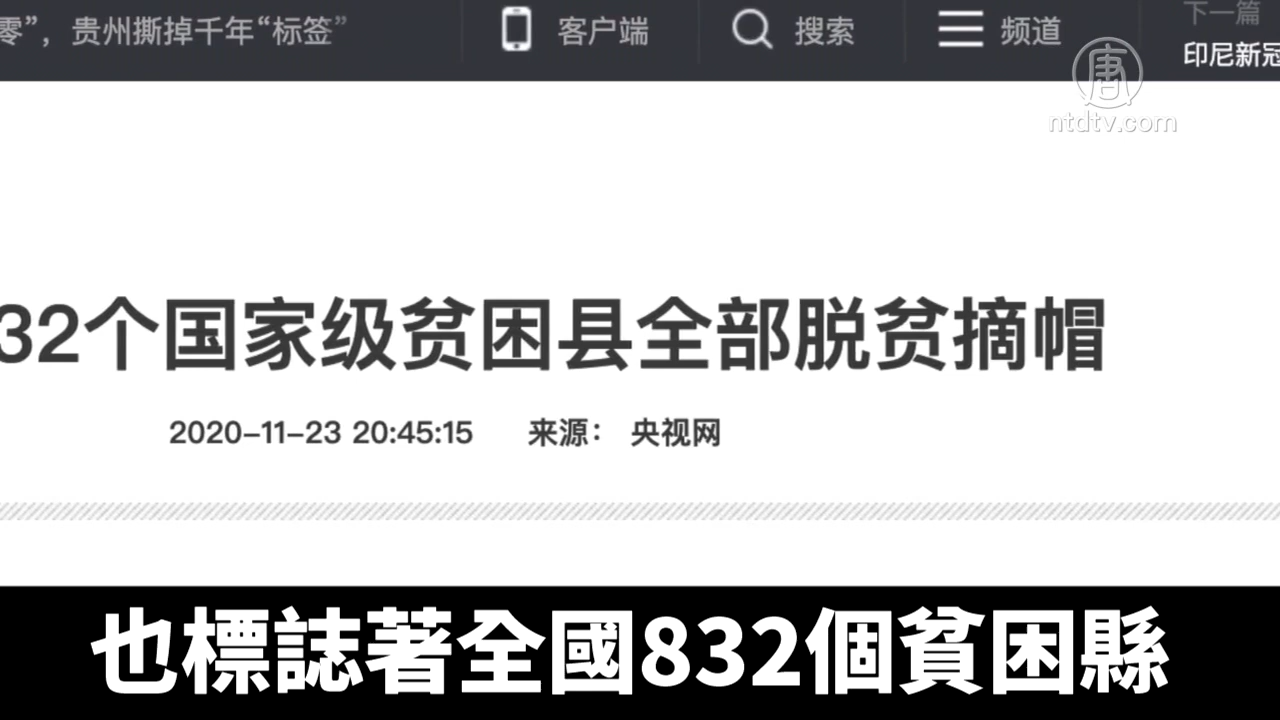 零”，贵州撕掉千年“标签”
客户端
搜索
频道
下一篇
印尼新冠
唐
ntdtv.com
32个国家级贫困县全部脱贫摘帽
2020-11-23 20:45:15 来源： 央视网
也標誌著全國832個貧困縣